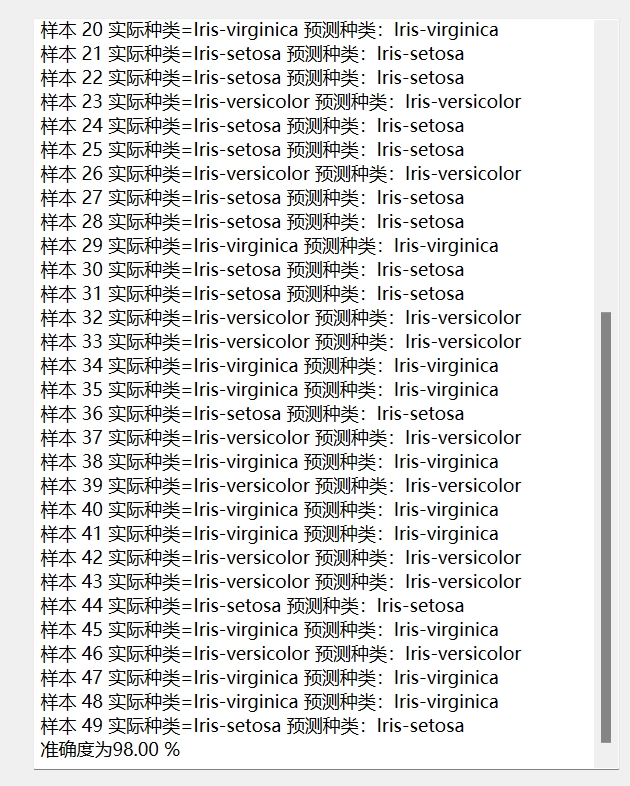 样本 20 实际种类=Iris-virginica 预测种类：Iris-virginica
样本 21 实际种类=Iris-setosa 预测种类：Iris-setosa
样本 22 实际种类=Iris-setosa 预测种类：Iris-setosa
样本 23 实际种类=Iris-versicolor 预测种类：Iris-versicolor
样本 24 实际种类=Iris-setosa 预测种类：Iris-setosa
样本 25 实际种类=Iris-setosa 预测种类：Iris-setosa
样本 26 实际种类=Iris-versicolor 预测种类：Iris-versicolor
样本 27 实际种类=Iris-setosa 预测种类：Iris-setosa
样本 28 实际种类=Iris-setosa 预测种类：Iris-setosa
样本 29 实际种类=Iris-virginica 预测种类：Iris-virginica
样本 30 实际种类=Iris-setosa 预测种类：Iris-setosa
样本 31 实际种类=Iris-setosa 预测种类：Iris-setosa
样本 32 实际种类=Iris-versicolor 预测种类：Iris-versicolor
样本 33 实际种类=Iris-versicolor 预测种类：Iris-versicolor
样本 34 实际种类=Iris-virginica 预测种类：Iris-virginica
样本 35 实际种类=Iris-virginica 预测种类：Iris-virginica
样本 36 实际种类=Iris-setosa 预测种类：Iris-setosa
样本 37 实际种类=Iris-versicolor 预测种类：Iris-versicolor
样本 38 实际种类=Iris-virginica 预测种类：Iris-virginica
样本 39 实际种类=Iris-versicolor 预测种类：Iris-versicolor
样本 40 实际种类=Iris-virginica 预测种类：Iris-virginica
样本 41 实际种类=Iris-virginica 预测种类：Iris-virginica
样本 42 实际种类=Iris-versicolor 预测种类：Iris-versicolor
样本 43 实际种类=Iris-versicolor 预测种类：Iris-versicolor
样本 44 实际种类=Iris-setosa 预测种类：Iris-setosa
样本 45 实际种类=Iris-virginica 预测种类：Iris-virginica
样本 46 实际种类=Iris-versicolor 预测种类：Iris-versicolor
样本 47 实际种类=Iris-virginica 预测种类：Iris-virginica
样本 48 实际种类=Iris-virginica 预测种类：Iris-virginica
样本 49 实际种类=Iris-setosa 预测种类：Iris-setosa
准确度为98.00 %